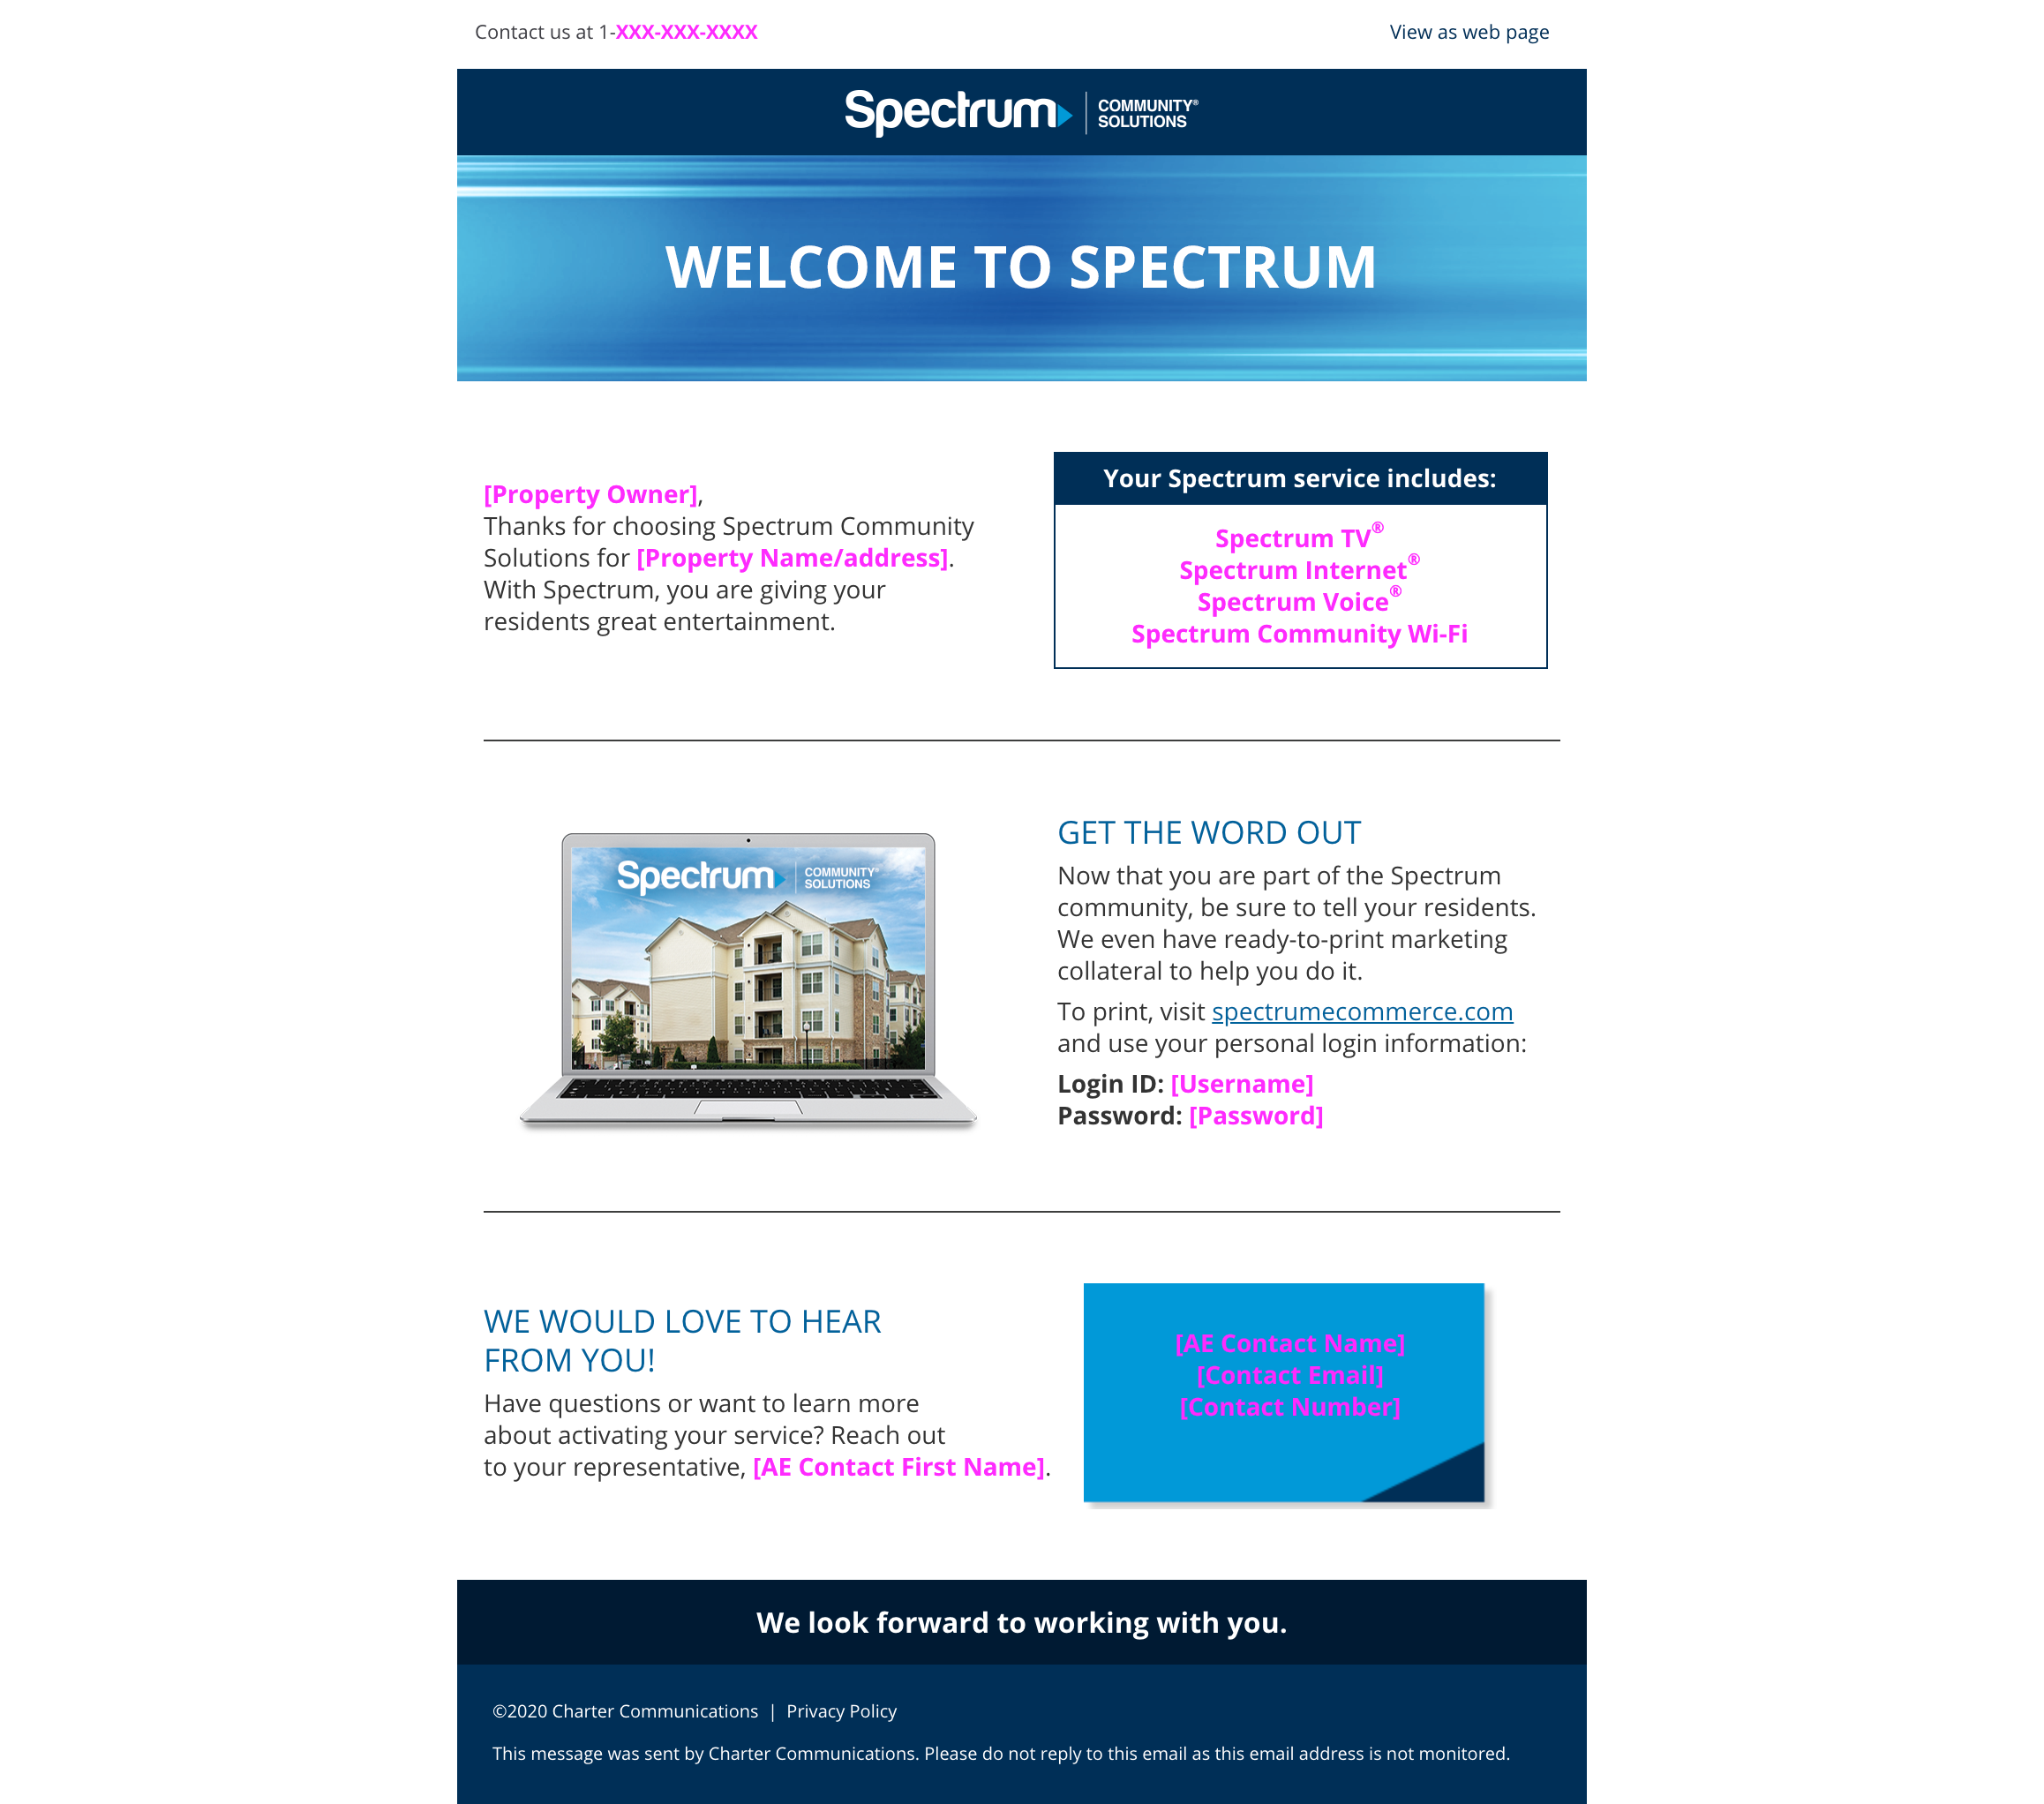 Contact us at 1-XXX-XXX-XXXX
View as web page
Spectrum
COMMUNITY®
SOLUTIONS
WELCOME TO SPECTRUM
[Property Owner],
Thanks for choosing Spectrum Community
Solutions for [Property Name/address].
With Spectrum, you are giving your
residents great entertainment.
Your Spectrum service includes:
Spectrum TV®
Spectrum Internet®
Spectrum Voice®
Spectrum Community Wi-Fi
Spectrum
COMMUNITY®
SOLUTIONS
GET THE WORD OUT
Now that you are part of the Spectrum
community, be sure to tell your residents.
We even have ready-to-print marketing
collateral to help you do it.
To print, visit spectrumecommerce.com
and use your personal login information:
Login ID: [Username]
Password: [Password]
WE WOULD LOVE TO HEAR
FROM YOU!
Have questions or want to learn more
about activating your service? Reach out
to your representative, [AE Contact First Name].
[AE Contact Name]
[Contact Email]
[Contact Number]
We look forward to working with you.
©2020 Charter Communications | Privacy Policy
This message was sent by Charter Communications. Please do not reply to this email as this email address is not monitored.